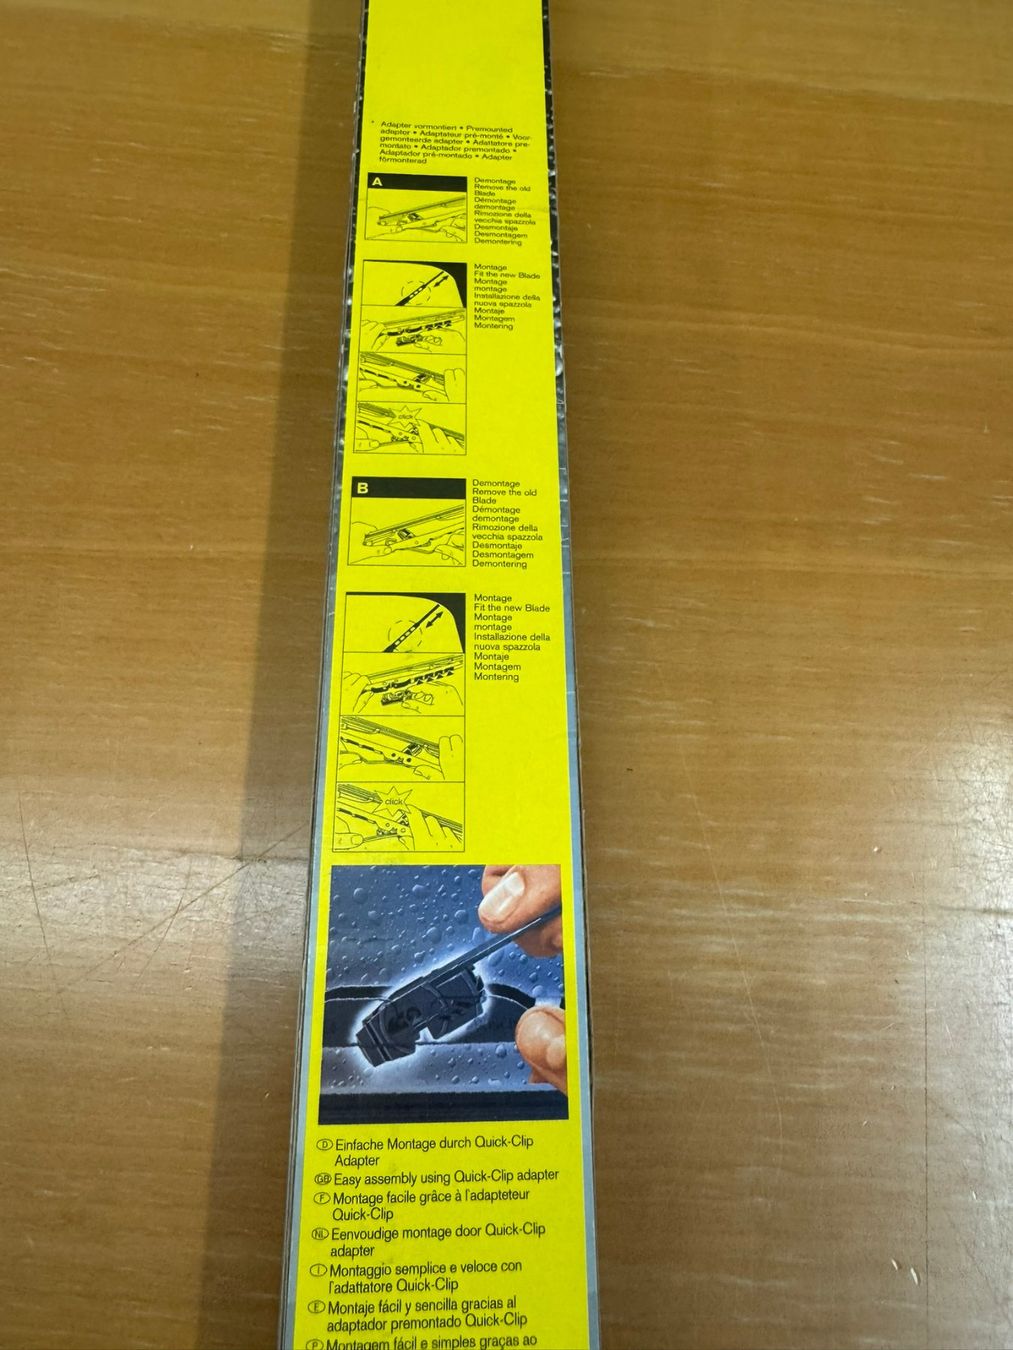 Adapter vormontiert • Premounted
adaptor • Adaptateur pré-monté • Voor-
gemonteerde adapter • Adattatore pre-
montato • Adaptador premontado •
Adaptador pré-montado • Adapter
förmonterad
A
Demontage
Remove the old
Blade
Démontage
demontage
Rimozione della
vecchia spazzola
Desmontaje
Desmontagem
Demontering
Montage
Fit the new Blade
Montage
montage
Installazione della
nuova spazzola
Montaje
Montagem
Montering
click
B
Demontage
Remove the old
Blade
Démontage
demontage
Rimozione della
vecchia spazzola
Desmontaje
Desmontagem
Demontering
Montage
Fit the new Blade
Montage
montage
Installazione della
nuova spazzola
Montaje
Montagem
Montering
click
D Einfache Montage durch Quick-Clip
Adapter
GB Easy assembly using Quick-Clip adapter
F Montage facile grâce à l'adapteteur
Quick-Clip
NL Eenvoudige montage door Quick-Clip
adapter
I Montaggio semplice e veloce con
l'adattatore Quick-Clip
E Montaje fácil y sencilla gracias al
adaptador premontado Quick-Clip
P Montagem fácil e simples graças ao